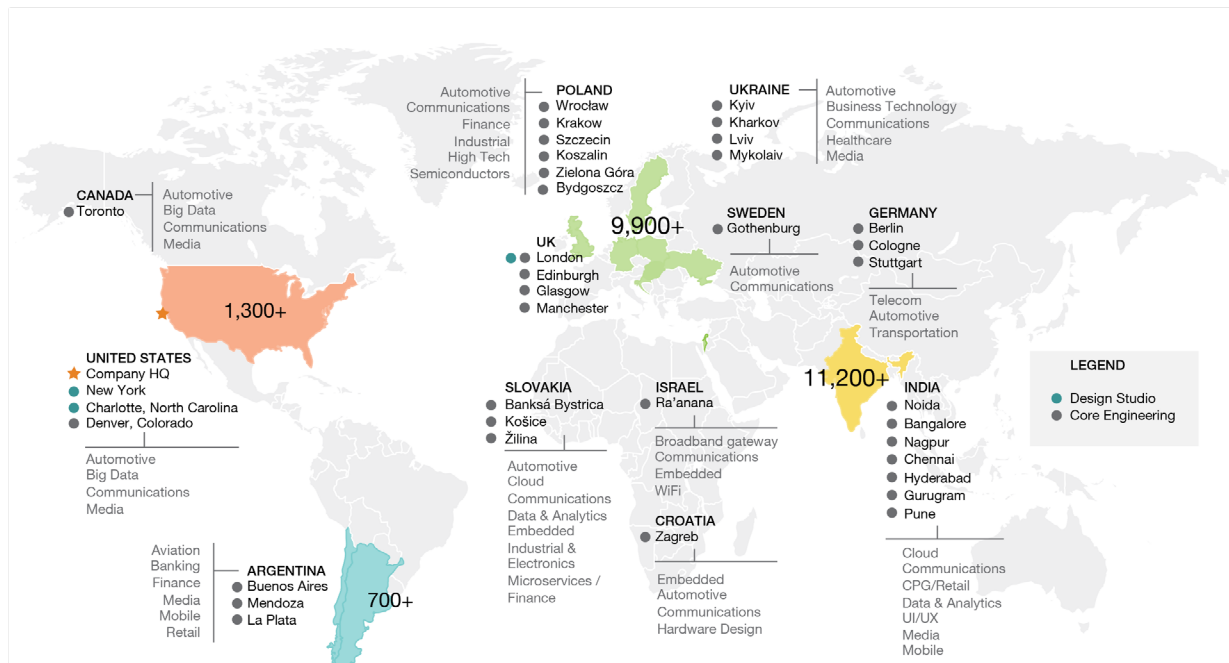 POLAND
Wrocław
Krakow
Szczecin
Koszalin
Zielona Góra
Bydgoszcz
Automotive
Communications
Finance
Industrial
High Tech
Semiconductors
UKRAINE
Kyiv
Kharkov
Lviv
Mykolaiv
Automotive
Business Technology
Communications
Healthcare
Media
CANADA
Toronto
Automotive
Big Data
Communications
Media
9,900+
UK
London
Edinburgh
Glasgow
Manchester
SWEDEN
Gothenburg
Automotive
Communications
GERMANY
Berlin
Cologne
Stuttgart
Telecom
Automotive
Transportation
1,300+
UNITED STATES
Company HQ
New York
Charlotte, North Carolina
Denver, Colorado
Automotive
Big Data
Communications
Media
SLOVAKIA
Banksá Bystrica
Košice
Žilina
Automotive
Cloud
Communications
Data & Analytics
Embedded
Industrial &
Electronics
Microservices /
Finance
ISRAEL
Ra'anana
Broadband gateway
Communications
Embedded
WiFi
CROATIA
Zagreb
Embedded
Automotive
Communications
Hardware Design
11,200+
INDIA
Noida
Bangalore
Nagpur
Chennai
Hyderabad
Gurugram
Pune
Cloud
Communications
CPG/Retail
Data & Analytics
UI/UX
Media
Mobile
LEGEND
Design Studio
Core Engineering
ARGENTINA
Buenos Aires
Mendoza
La Plata
Aviation
Banking
Finance
Media
Mobile
Retail
700+